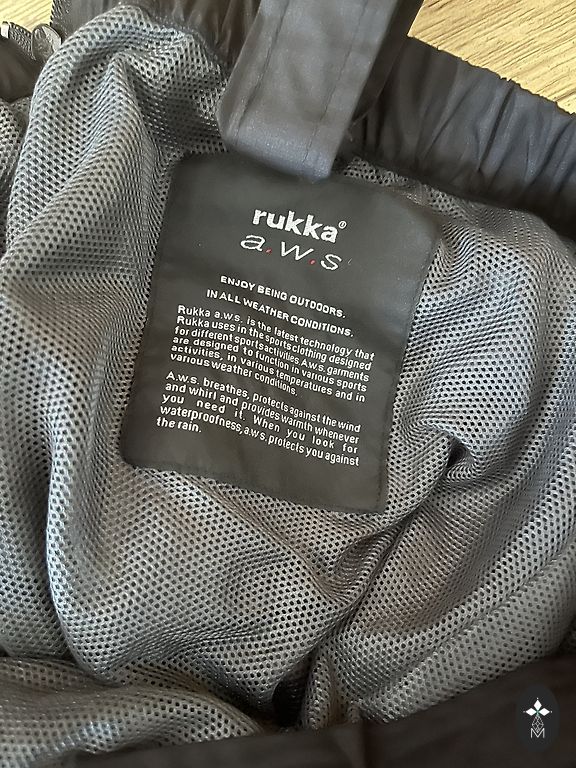 rukka®
a.w.s
ENJOY BEING OUTDOORS.
IN ALL WEATHER CONDITIONS.
Rukka a.w.s. is the latest technology that
Rukka uses in the sportsclothing designed
for different sports activities. A.w.s. garments
are designed to function in various sports
activities, in various temperatures and in
various weather conditions.
A.w.s. breathes, protects against the wind
and whirl and provides warmth whenever
you need it. When you look for
waterproofness, a.w.s. protects you against
the rain.